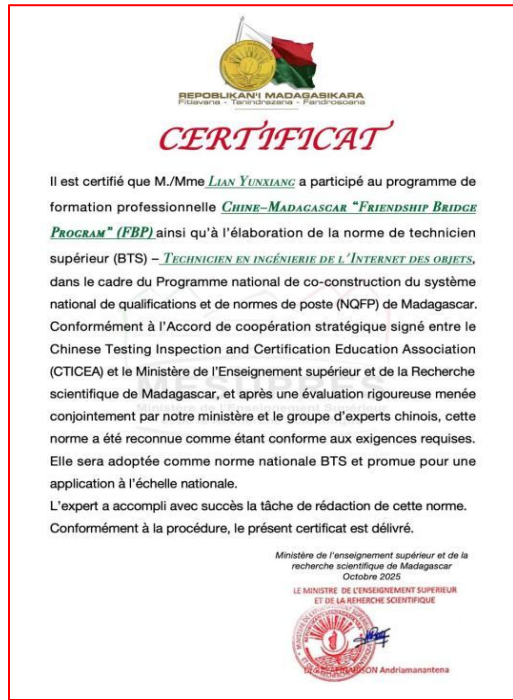 REPOBLIKAN'I MADAGASIKARA
Fitiavana - Tanindrazana - Fandrosoana
CERTIFICAT
Il est certifié que M./Mme LIAN YUNXIANG a participé au programme de
formation professionnelle CHINE–MADAGASCAR “FRIENDSHIP BRIDGE
PROGRAM” (FBP) ainsi qu’à l’élaboration de la norme de technicien
supérieur (BTS) – TECHNICIEN EN INGÉNIERIE DE L’INTERNET DES OBJETS,
dans le cadre du Programme national de co-construction du système
national de qualifications et de normes de poste (NQFP) de Madagascar.
Conformément à l’Accord de coopération stratégique signé entre le
Chinese Testing Inspection and Certification Education Association
(CTICEA) et le Ministère de l’Enseignement supérieur et de la Recherche
scientifique de Madagascar, et après une évaluation rigoureuse menée
conjointement par notre ministère et le groupe d’experts chinois, cette
norme a été reconnue comme étant conforme aux exigences requises.
Elle sera adoptée comme norme nationale BTS et promue pour une
application à l’échelle nationale.
L’expert a accompli avec succès la tâche de rédaction de cette norme.
Conformément à la procédure, le présent certificat est délivré.
MESUPRES
Ministère de l'enseignement supérieur et de la
recherche scientifique de Madagascar
Octobre 2025
LE MINISTRE DE L'ENSEIGNEMENT SUPERIEUR
ET DE LA REHERCHE SCIENTIFIQUE
Andriamanantena